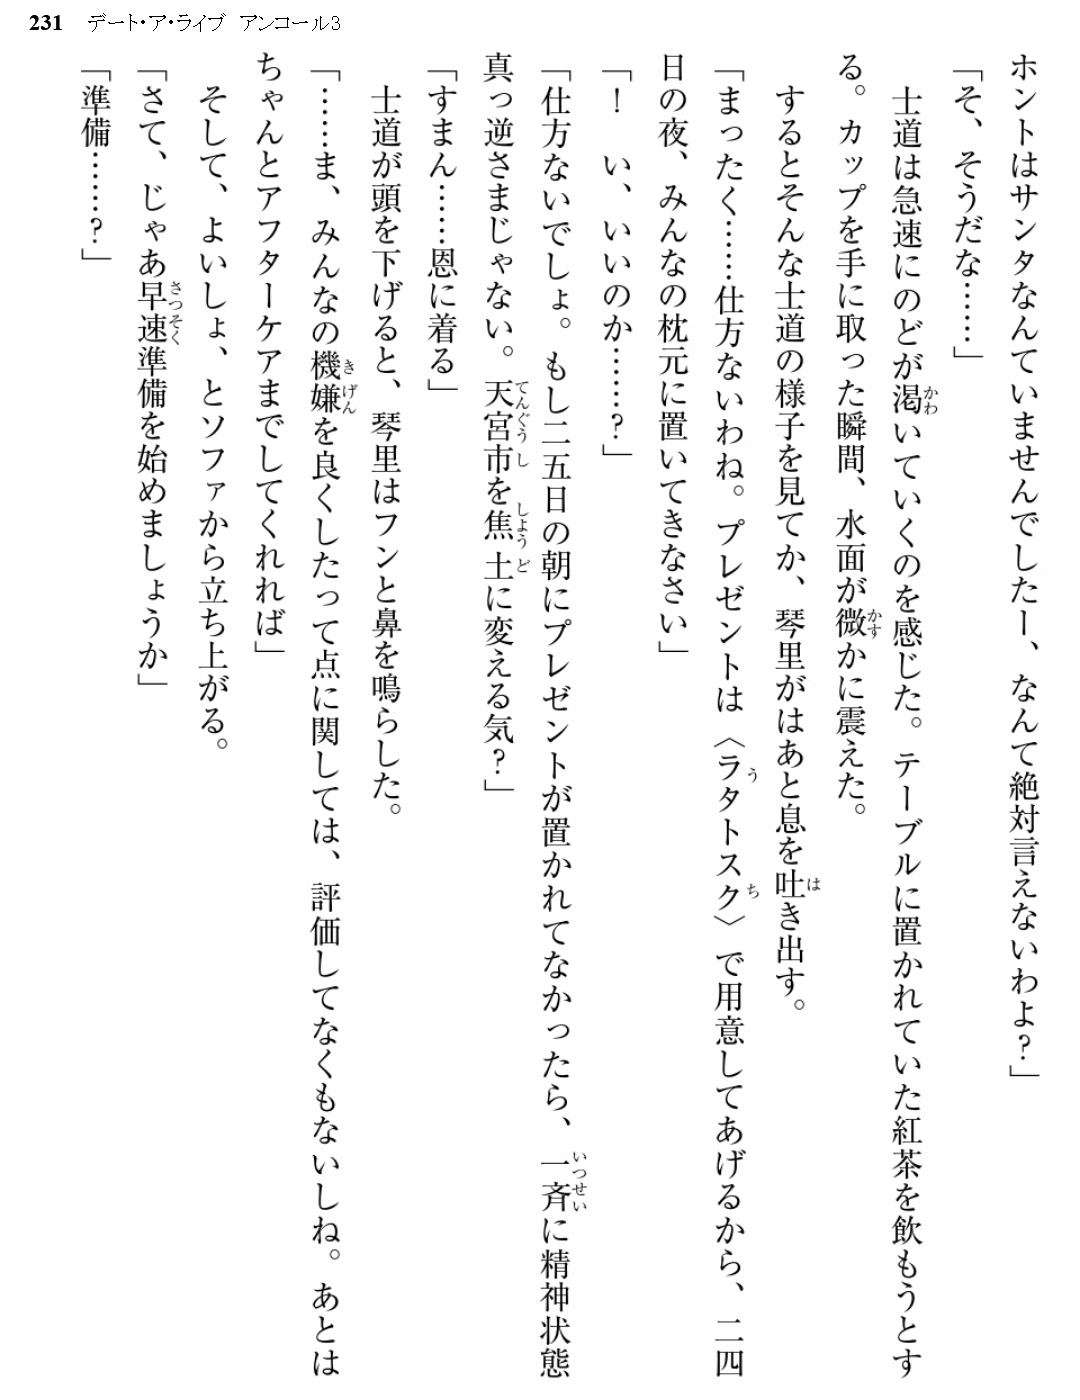 231 デート・ア・ライブ アンコール3
ホントはサンタなんていませんでしたー、なんて絶対言えないわよ?」
「そ、そうだな……」
士道は急速にのどが渇いていくのを感じた。テーブルに置かれていた紅茶を飲もうとす
る。カップを手に取った瞬間、水面が微かに震えた。
するとそんな士道の様子を見てか、琴里がはあと息を吐き出す。
「まったく……仕方ないわね。プレゼントは〈ラタトスク〉で用意してあげるから、二四
日の夜、みんなの枕元に置いてきなさい」
「! い、いいのか……?」
「仕方ないでしょ。もし二五日の朝にプレゼントが置かれてなかったら、一斉に精神状態
真っ逆さまじゃない。天宮市を焦土に変える気?」
「すまん……恩に着る」
士道が頭を下げると、琴里はフンと鼻を鳴らした。
「……ま、みんなの機嫌を良くしたって点に関しては、評価してなくもないしね。あとは
ちゃんとアフターケアまでしてくれれば」
そして、よいしょ、とソファから立ち上がる。
「さて、じゃあ早速準備を始めましょうか」
「準備……?」